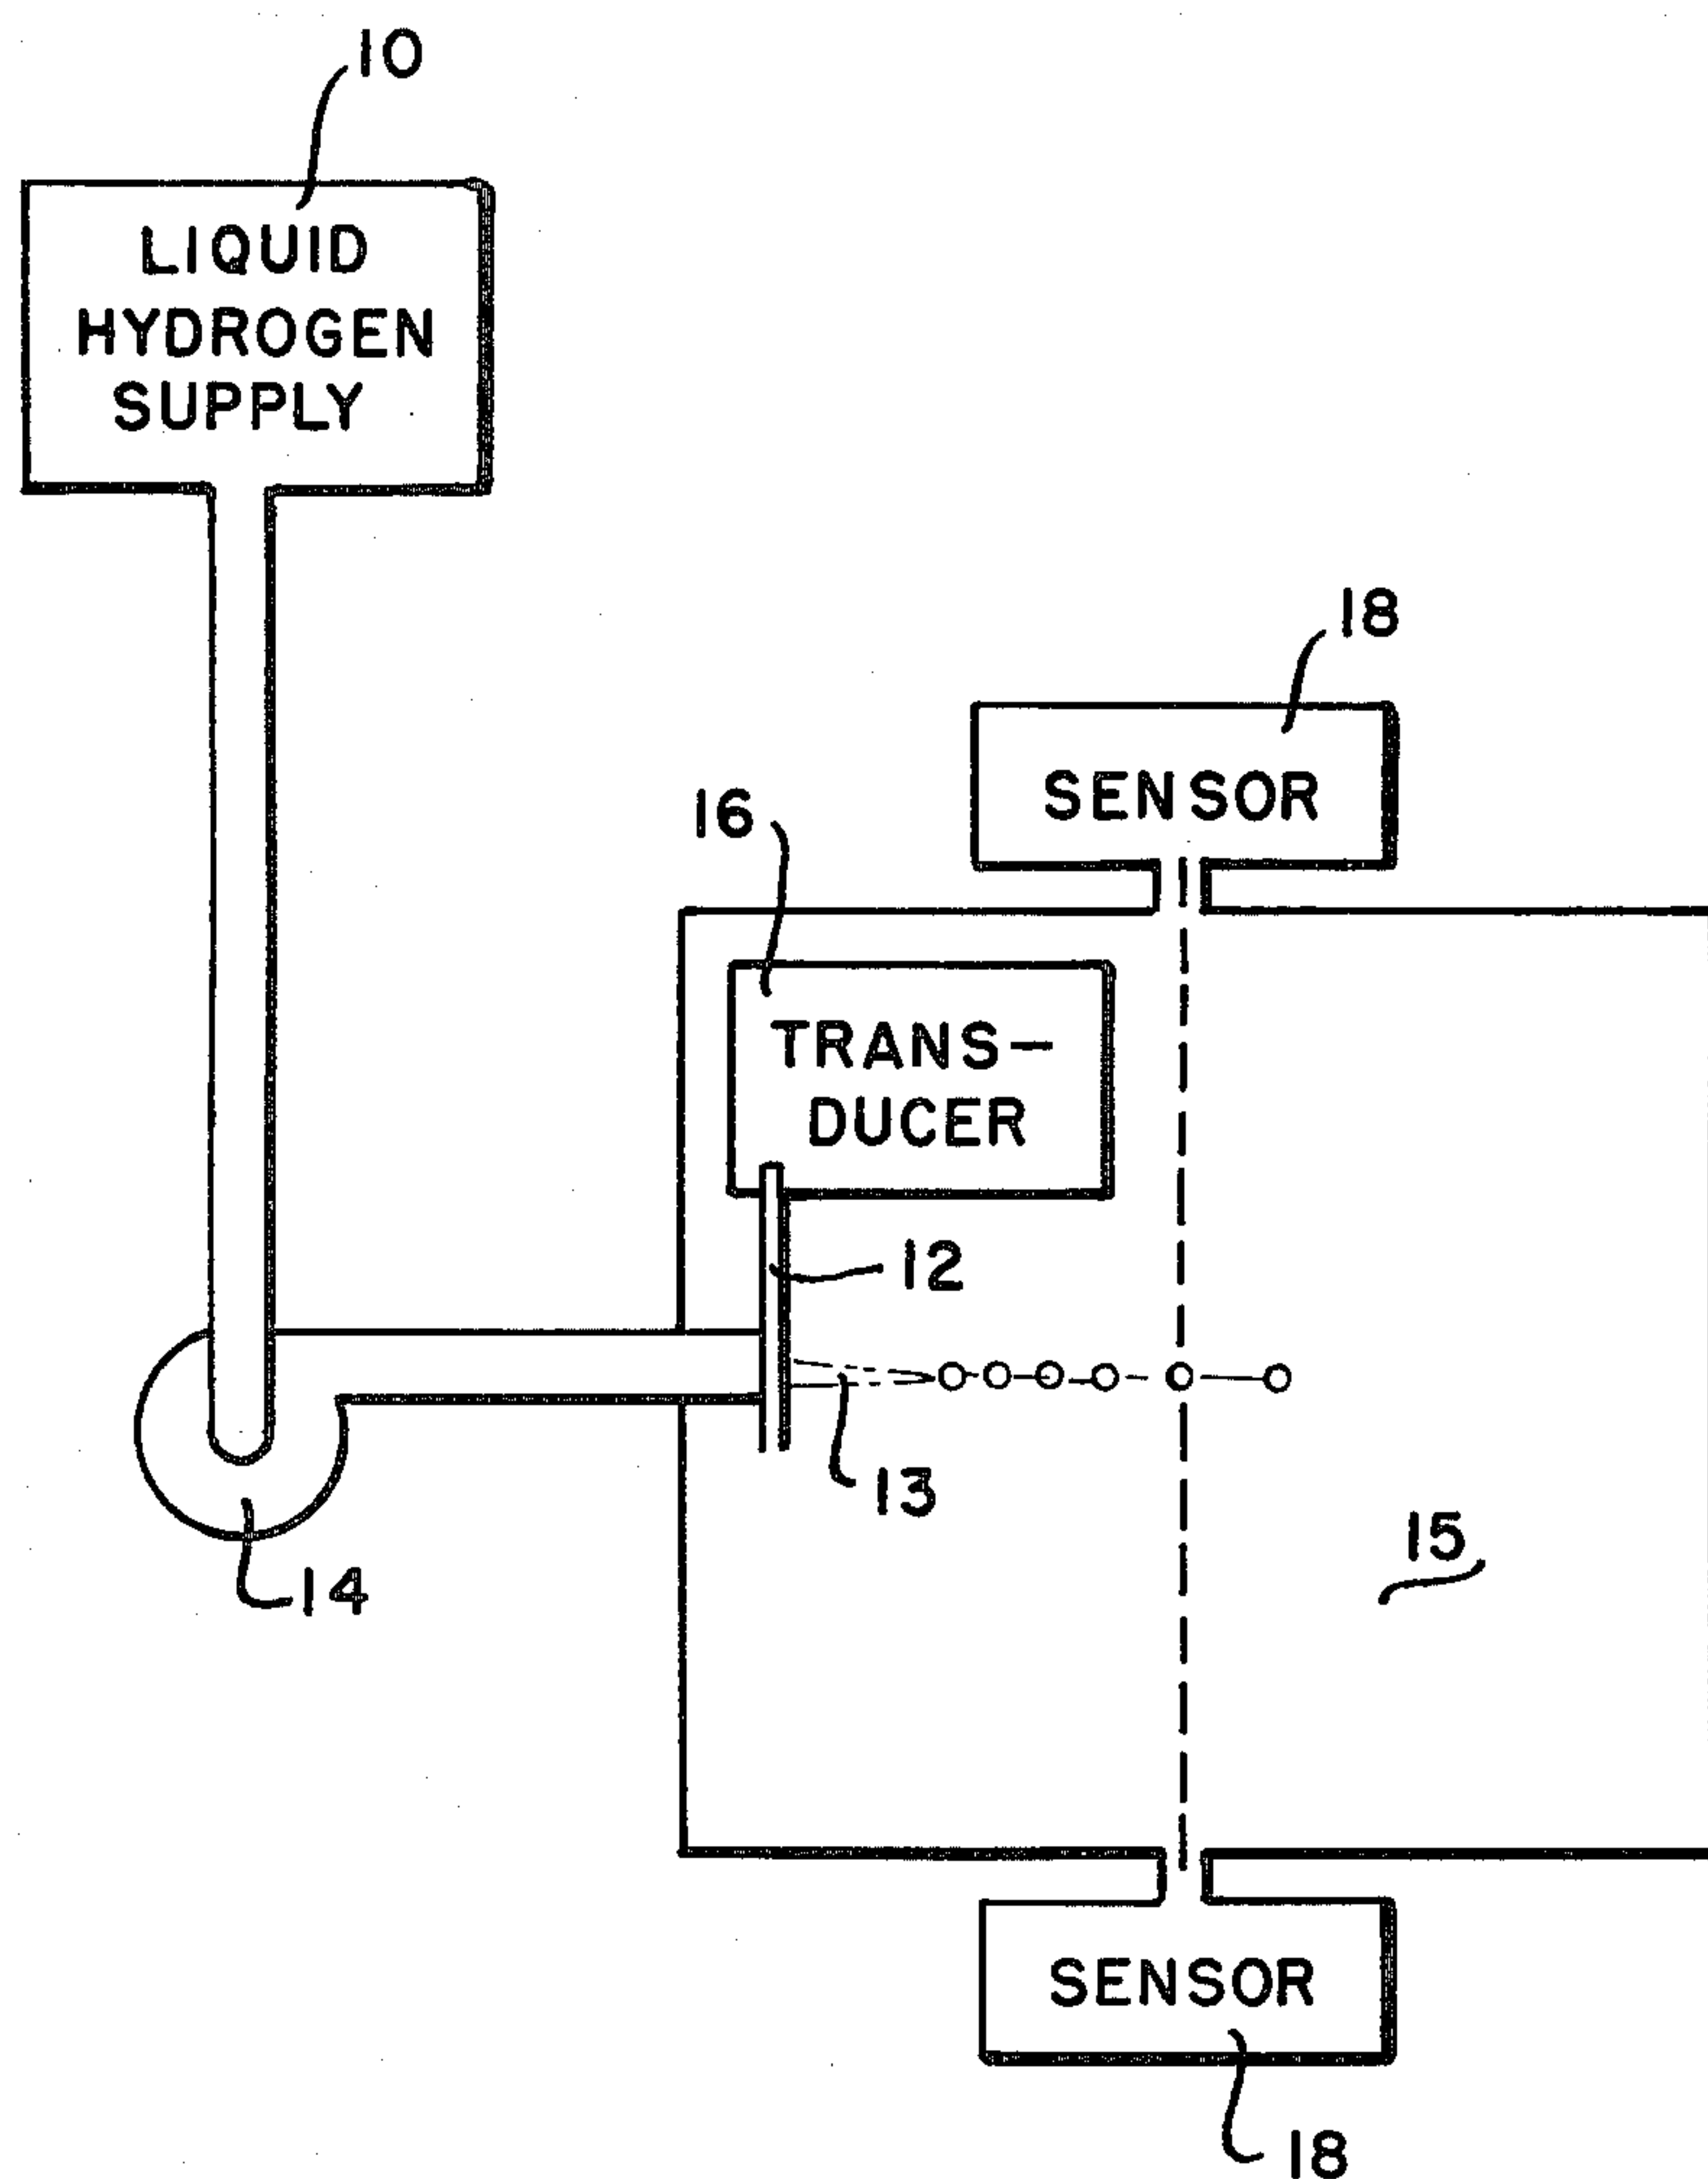 10
LIQUID
HYDROGEN
SUPPLY
18
SENSOR
16
TRANS-
DUCER
12
13
15
14
SENSOR
18